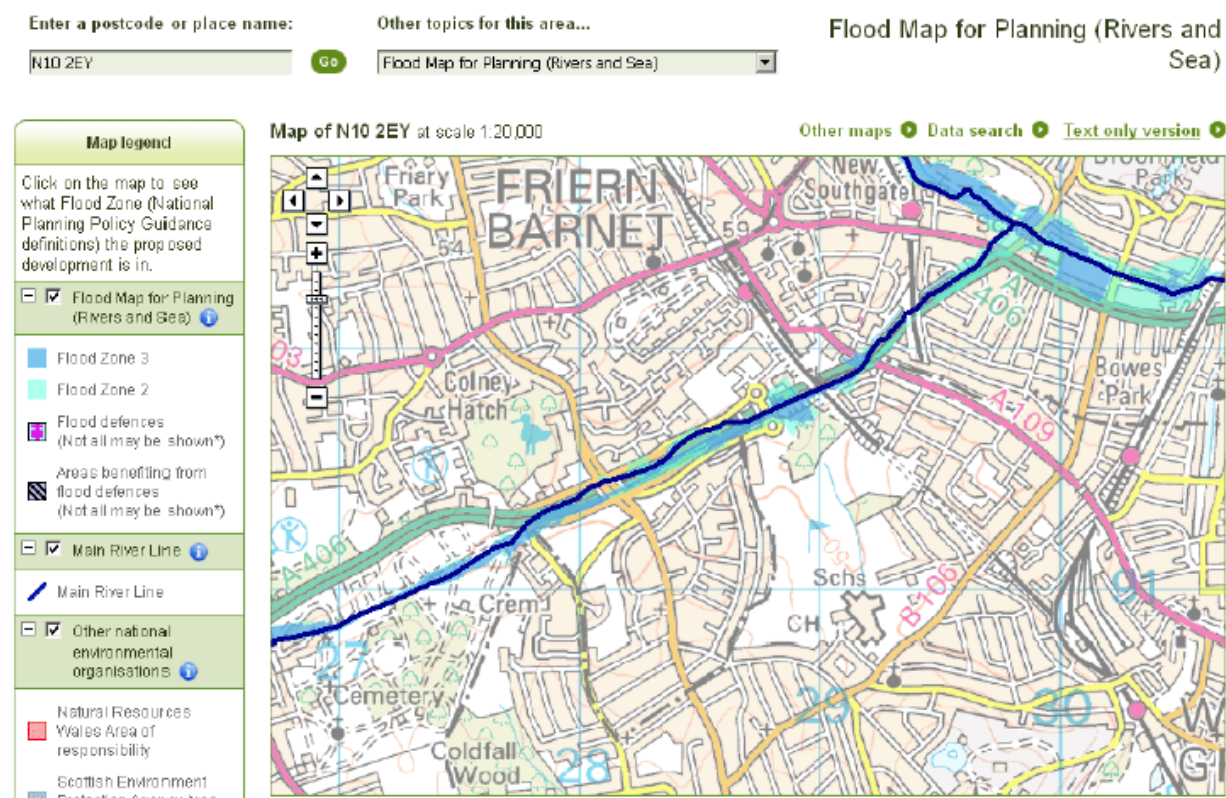 Enter a postcode or place name:
Other topics for this area...
Flood Map for Planning (Rivers and
Sea)
N10 2EY
Go
Flood Map for Planning (Rivers and Sea)
Map legend
Map of N10 2EY at scale 1:20,000
Other maps
Data search
Text only version
Click on the map to see
what Flood Zone (National
Planning Policy Guidance
definitions) the proposed
development is in.
Flood Map for Planning
(Rivers and Sea)
Flood Zone 3
Flood Zone 2
Flood defences
(Not all may be shown*)
Areas benefiting from
flood defences
(Not all may be shown*)
Main River Line
Main River Line
Other national
environmental
organisations
Natural Resources
Wales Area of
responsibility
Scottish Environment
Friary
Park
FRIERN
BARNET
New
Southgate
Broomfield
Park
54
59
A
406
03
Colney
Hatch
Bowes
Park
A109
A-406
50
Schs
B-106
91
Crem
CH
27
Cemetery
29
30
Coldfall
Wood
28
W
G